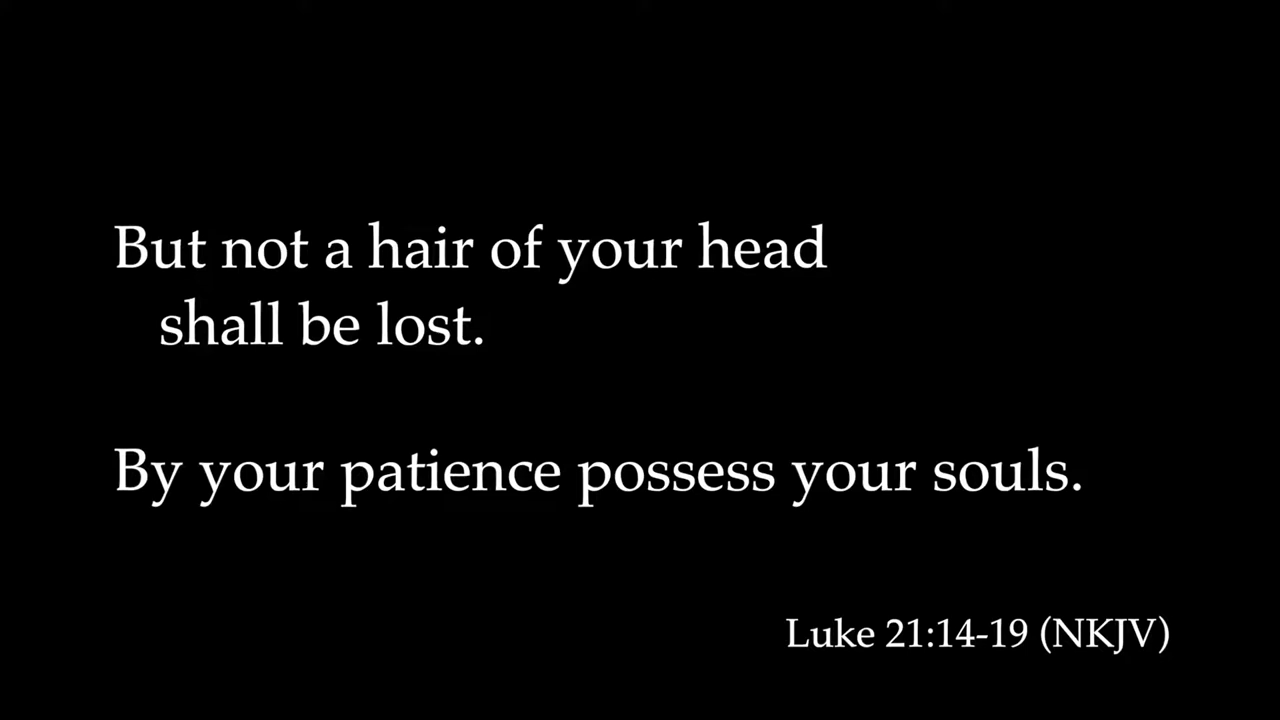 But not a hair of your head
shall be lost.
By your patience possess your souls.
Luke 21:14-19 (NKJV)